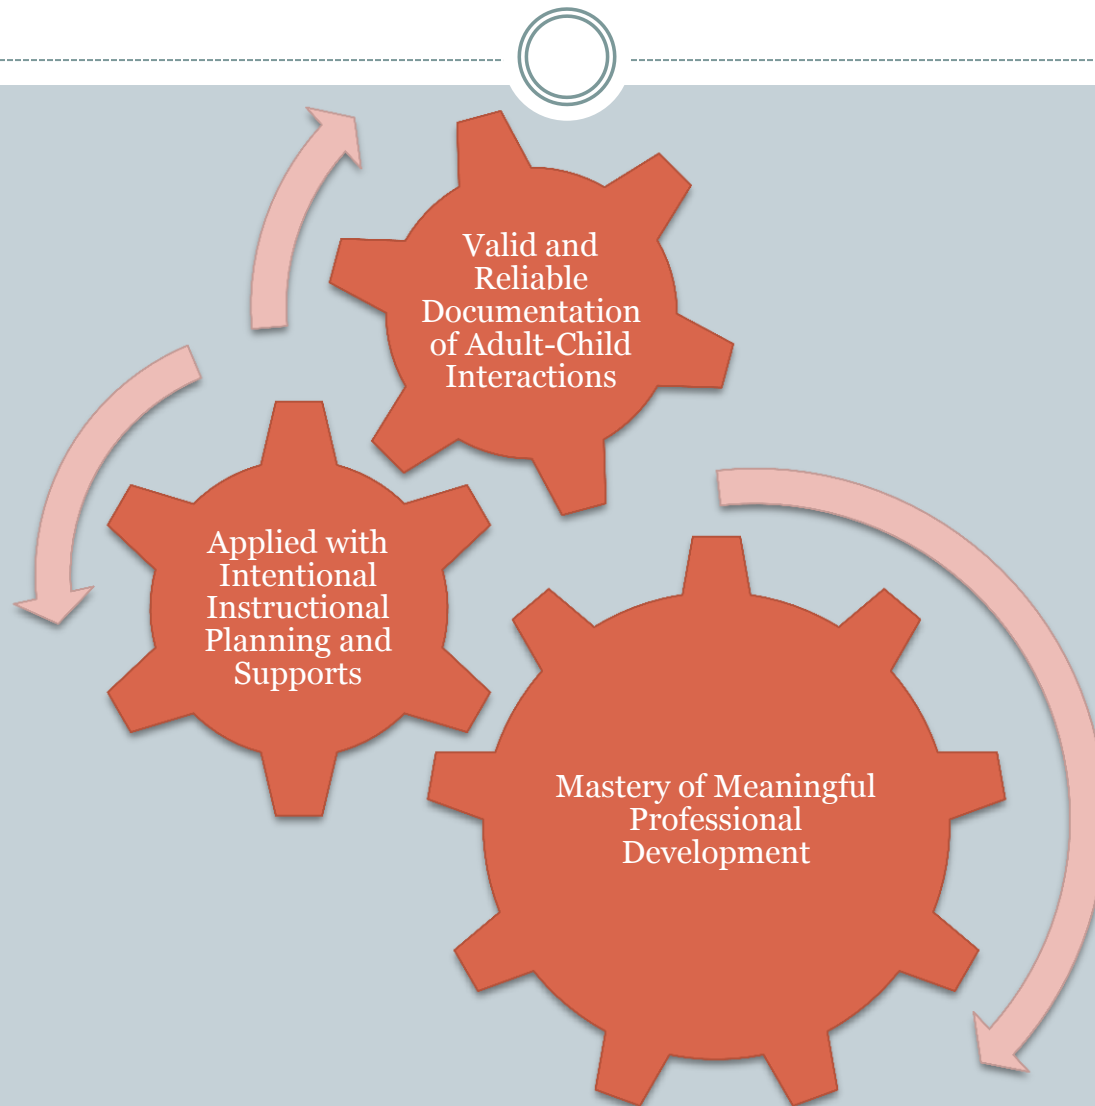 Valid and
Reliable
Documentation
of Adult-Child
Interactions
Applied with
Intentional
Instructional
Planning and
Supports
Mastery of Meaningful
Professional
Development